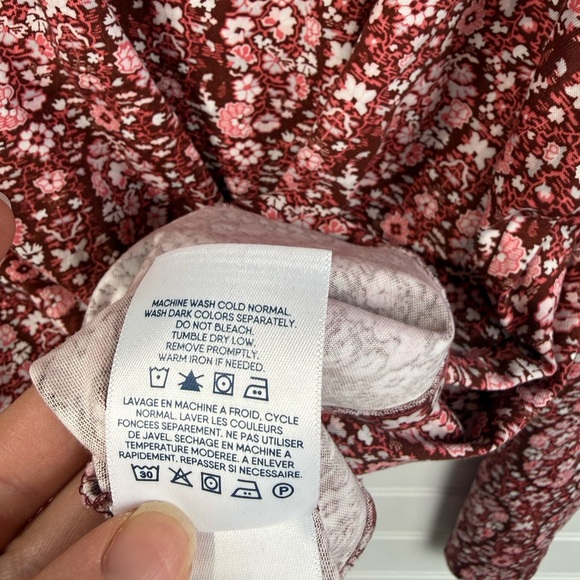 MACHINE WASH COLD NORMAL.
WASH DARK COLORS SEPARATELY.
DO NOT BLEACH.
TUMBLE DRY LOW.
REMOVE PROMPTLY.
WARM IRON IF NEEDED.
LAVAGE EN MACHINE A FROID, CYCLE
NORMAL. LAVER LES COULEURS
FONCEES SEPAREMENT. NE PAS UTILISER
DE JAVEL. SECHAGE EN MACHINE A
TEMPERATURE MODEREE. A ENLEVER
RAPIDEMENT. REPASSER SI NECESSAIRE.
30 P